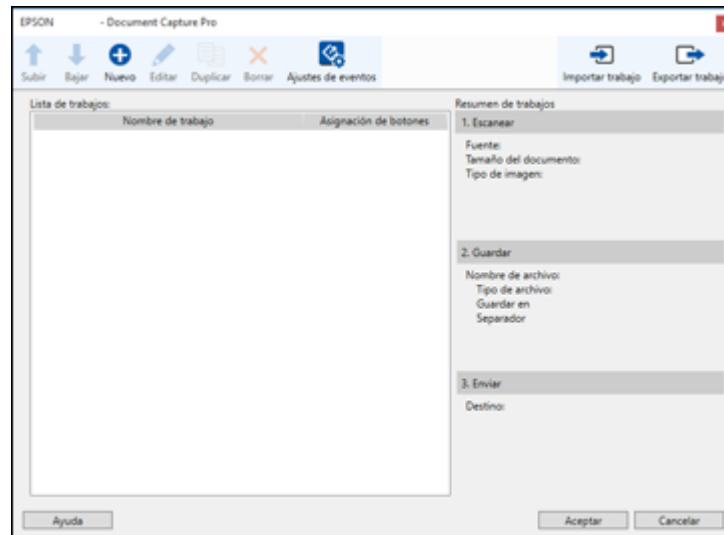 EPSON - Document Capture Pro
Subir Bajar Nuevo Editar Duplicar Borrar Ajustes de eventos Importar trabajo Exportar trabajo
Lista de trabajos:
Nombre de trabajo Asignación de botones
Resumen de trabajos
1. Escanear
Fuente:
Tamaño del documento:
Tipo de imagen:
2. Guardar
Nombre de archivo:
Tipo de archivo:
Guardar en
Separador
3. Enviar
Destino:
Ayuda Aceptar Cancelar